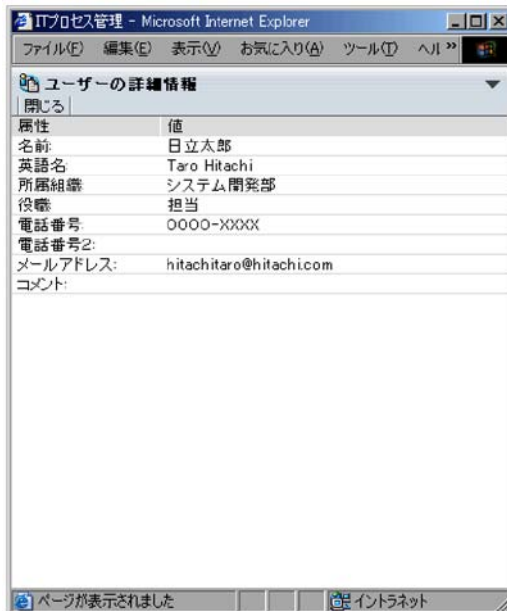 ITプロセス管理 - Microsoft Internet Explorer
ファイル(F) 編集(E) 表示(V) お気に入り(A) ツール(T) ヘル »
ユーザーの詳細情報
閉じる
属性 値
名前: 日立太郎
英語名: Taro Hitachi
所属組織: システム開発部
役職: 担当
電話番号: 0000-XXXX
電話番号2:
メールアドレス: hitachitaro@hitachi.com
コメント:
ページが表示されました イントラネット